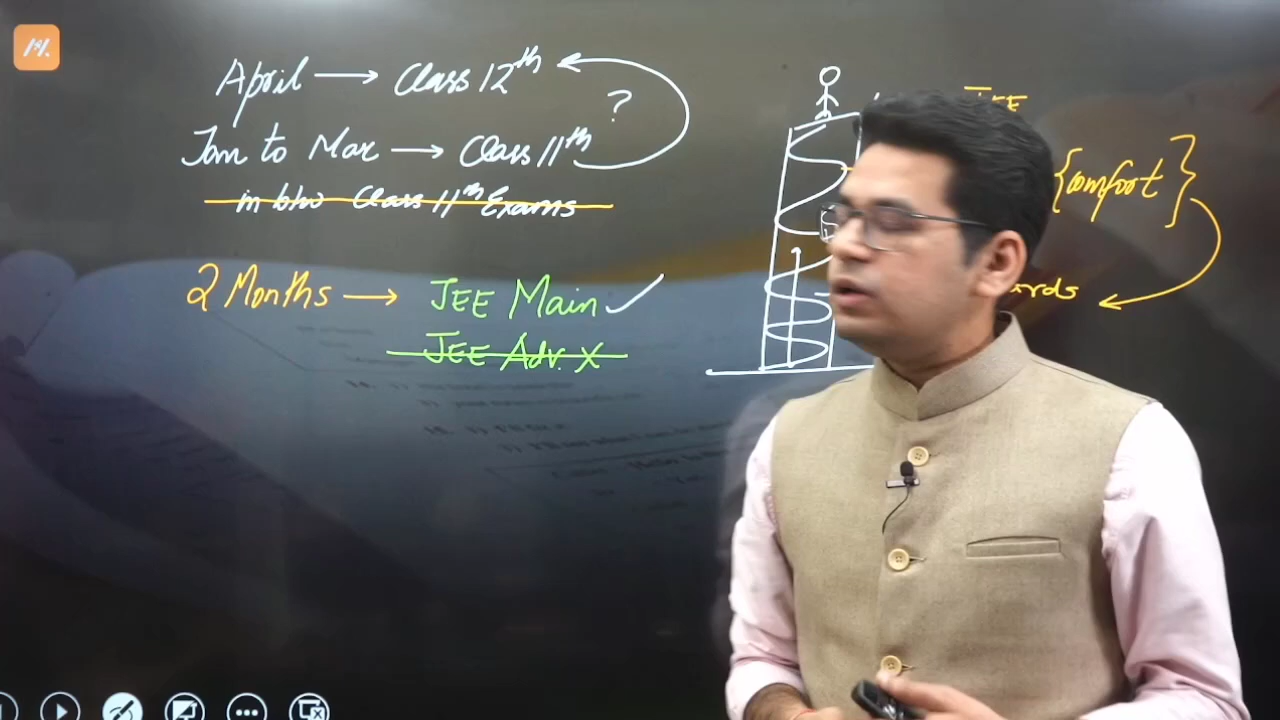 April → Class 12th
?
Jan to Mar → Class 11th
in b/w Class 11th Exams
2 Months → JEE Main ✓
JEE Adv. X
JEE
{Comfort}